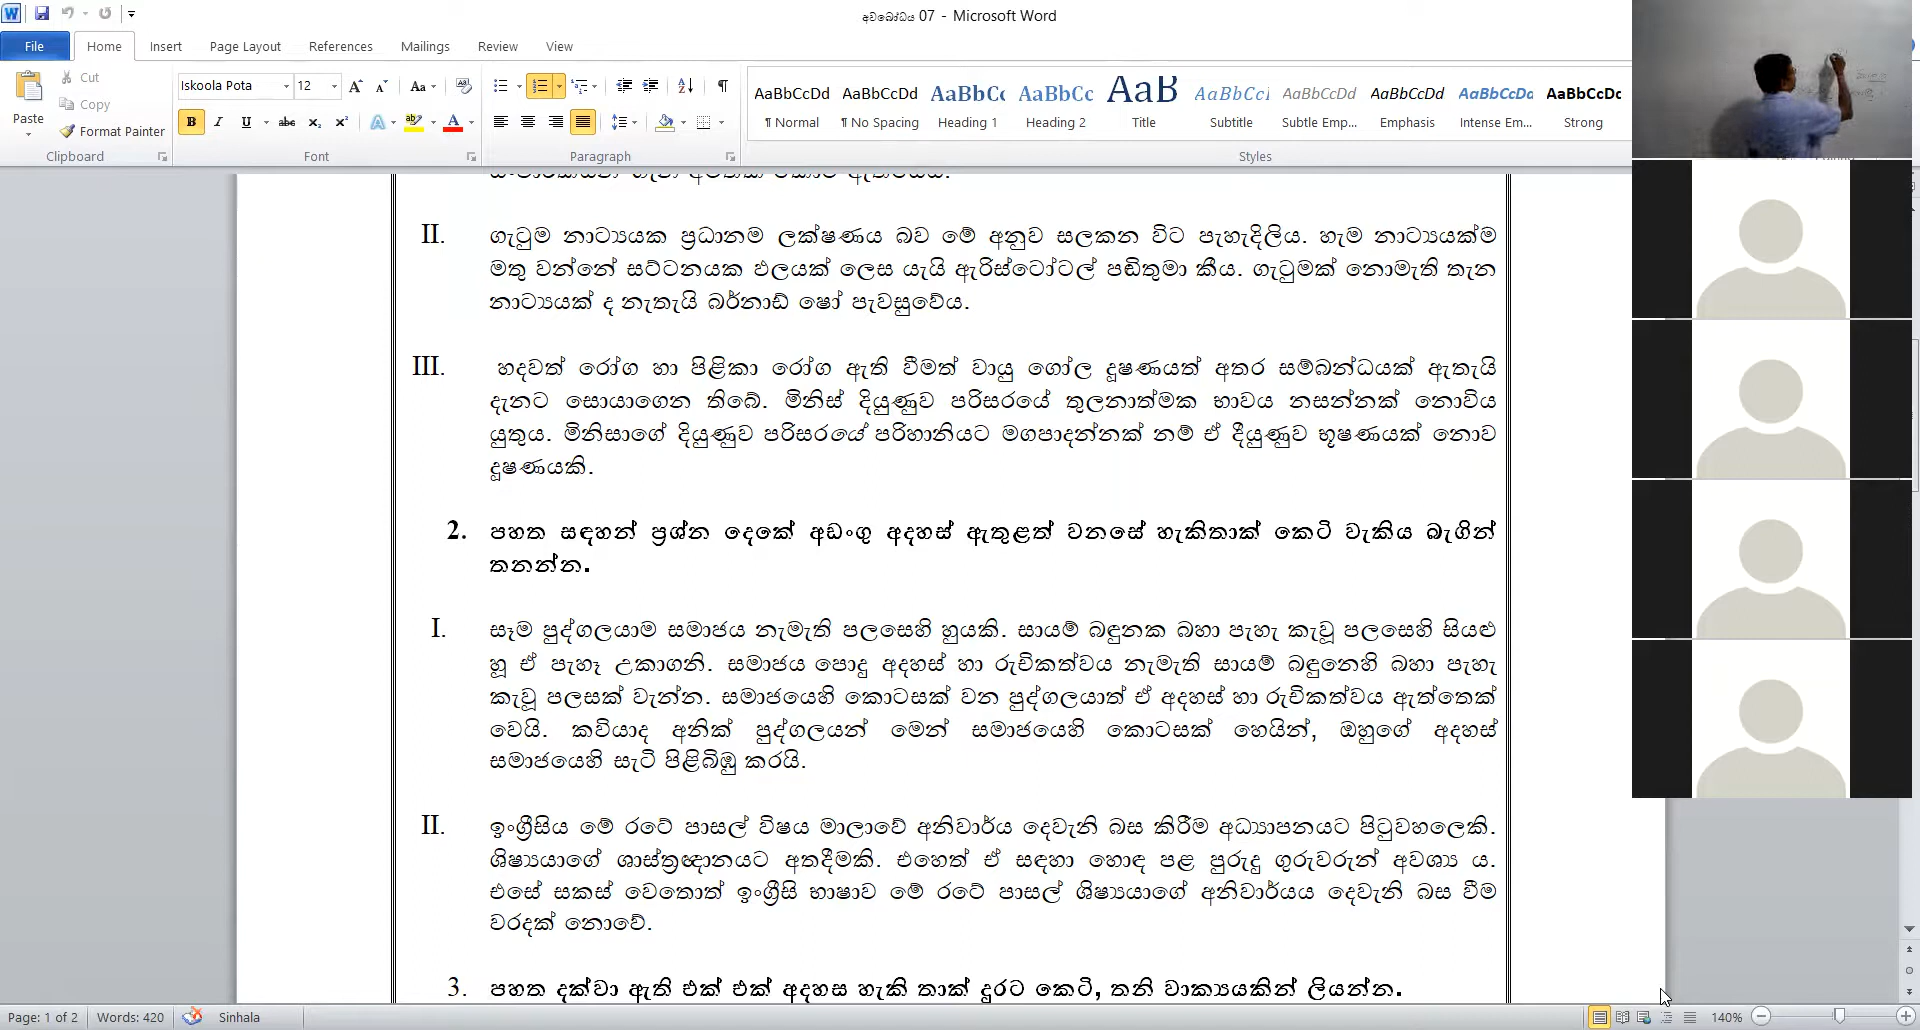 අවබෝධය 07 - Microsoft Word
File Home Insert Page Layout References Mailings Review View
Paste
Cut
Copy
Format Painter
Clipboard
Iskoola Pota 12
Font
Paragraph
AaBbCcDd AaBbCcDd AaBbCc AaBbCc AaB AaBbCcl AaBbCcDd AaBbCcDd AaBbCcDd AaBbCcDc
¶ Normal ¶ No Spacing Heading 1 Heading 2 Title Subtitle Subtle Emp... Emphasis Intense Em... Strong
Styles
II. ගැටුම නාට්‍යයක ප්‍රධානම ලක්ෂණය බව මේ අනුව සලකන විට පැහැදිලිය. හැම නාට්‍යයක්ම
මතු වන්නේ සට්ටනයක ඵලයක් ලෙස යැයි ඇරිස්ටෝටල් පඬිතුමා කීය. ගැටුමක් නොමැති තැන
නාට්‍යයක් ද නැතැයි බර්නාඩ් ෂෝ පැවසුවේය.
III. හදවත් රෝග හා පිළිකා රෝග ඇති වීමත් වායු ගෝල දූෂණයත් අතර සම්බන්ධයක් ඇතැයි
දැනට සොයාගෙන තිබේ. මිනිස් දියුණුව පරිසරයේ තුලනාත්මක භාවය නසන්නක් නොවිය
යුතුය. මිනිසාගේ දියුණුව පරිසරයේ පරිහානියට මගපාදන්නක් නම් ඒ දීයුණුව භූෂණයක් නොව
දූෂණයකි.
2. පහත සඳහන් ප්‍රශ්න දෙකේ අඩංගු අදහස් ඇතුළත් වනසේ හැකිතාක් කෙටි වැකිය බැගින්
තනන්න.
I. සෑම පුද්ගලයාම සමාජය නැමැති පලසෙහි හුයකි. සායම් බඳුනක බහා පැහැ කැවූ පලසෙහි සියළු
හූ ඒ පැහෑ උකාගනි. සමාජය පොදු අදහස් හා රුචිකත්වය නැමැති සායම් බඳුනෙහි බහා පැහැ
කැවූ පලසක් වැන්න. සමාජයෙහි කොටසක් වන පුද්ගලයාත් ඒ අදහස් හා රුචිකත්වය ඇත්තෙක්
වෙයි. කවියාද අනික් පුද්ගලයන් මෙන් සමාජයෙහි කොටසක් හෙයින්, ඔහුගේ අදහස්
සමාජයෙහි සැටි පිළිබිඹු කරයි.
II. ඉංග්‍රීසිය මේ රටේ පාසල් විෂය මාලාවේ අනිවාර්ය දෙවැනි බස කිරීම අධ්‍යාපනයට පිටුවහලෙකි.
ශිෂ්‍යයාගේ ශාස්ත්‍රඥානයට අතදීමකි. එහෙත් ඒ සඳහා හොඳ පළ පුරුදු ගුරුවරුන් අවශ්‍ය ය.
එසේ සකස් වෙතොත් ඉංග්‍රීසි භාෂාව මේ රටේ පාසල් ශිෂ්‍යයාගේ අනිවාර්යය දෙවැනි බස වීම
වරදක් නොවේ.
3. පහත දක්වා ඇති එක් එක් අදහස හැකි තාක් දුරට කෙටි, තනි වාක්‍යයකින් ලියන්න.
Page: 1 of 2 Words: 420 Sinhala 140%